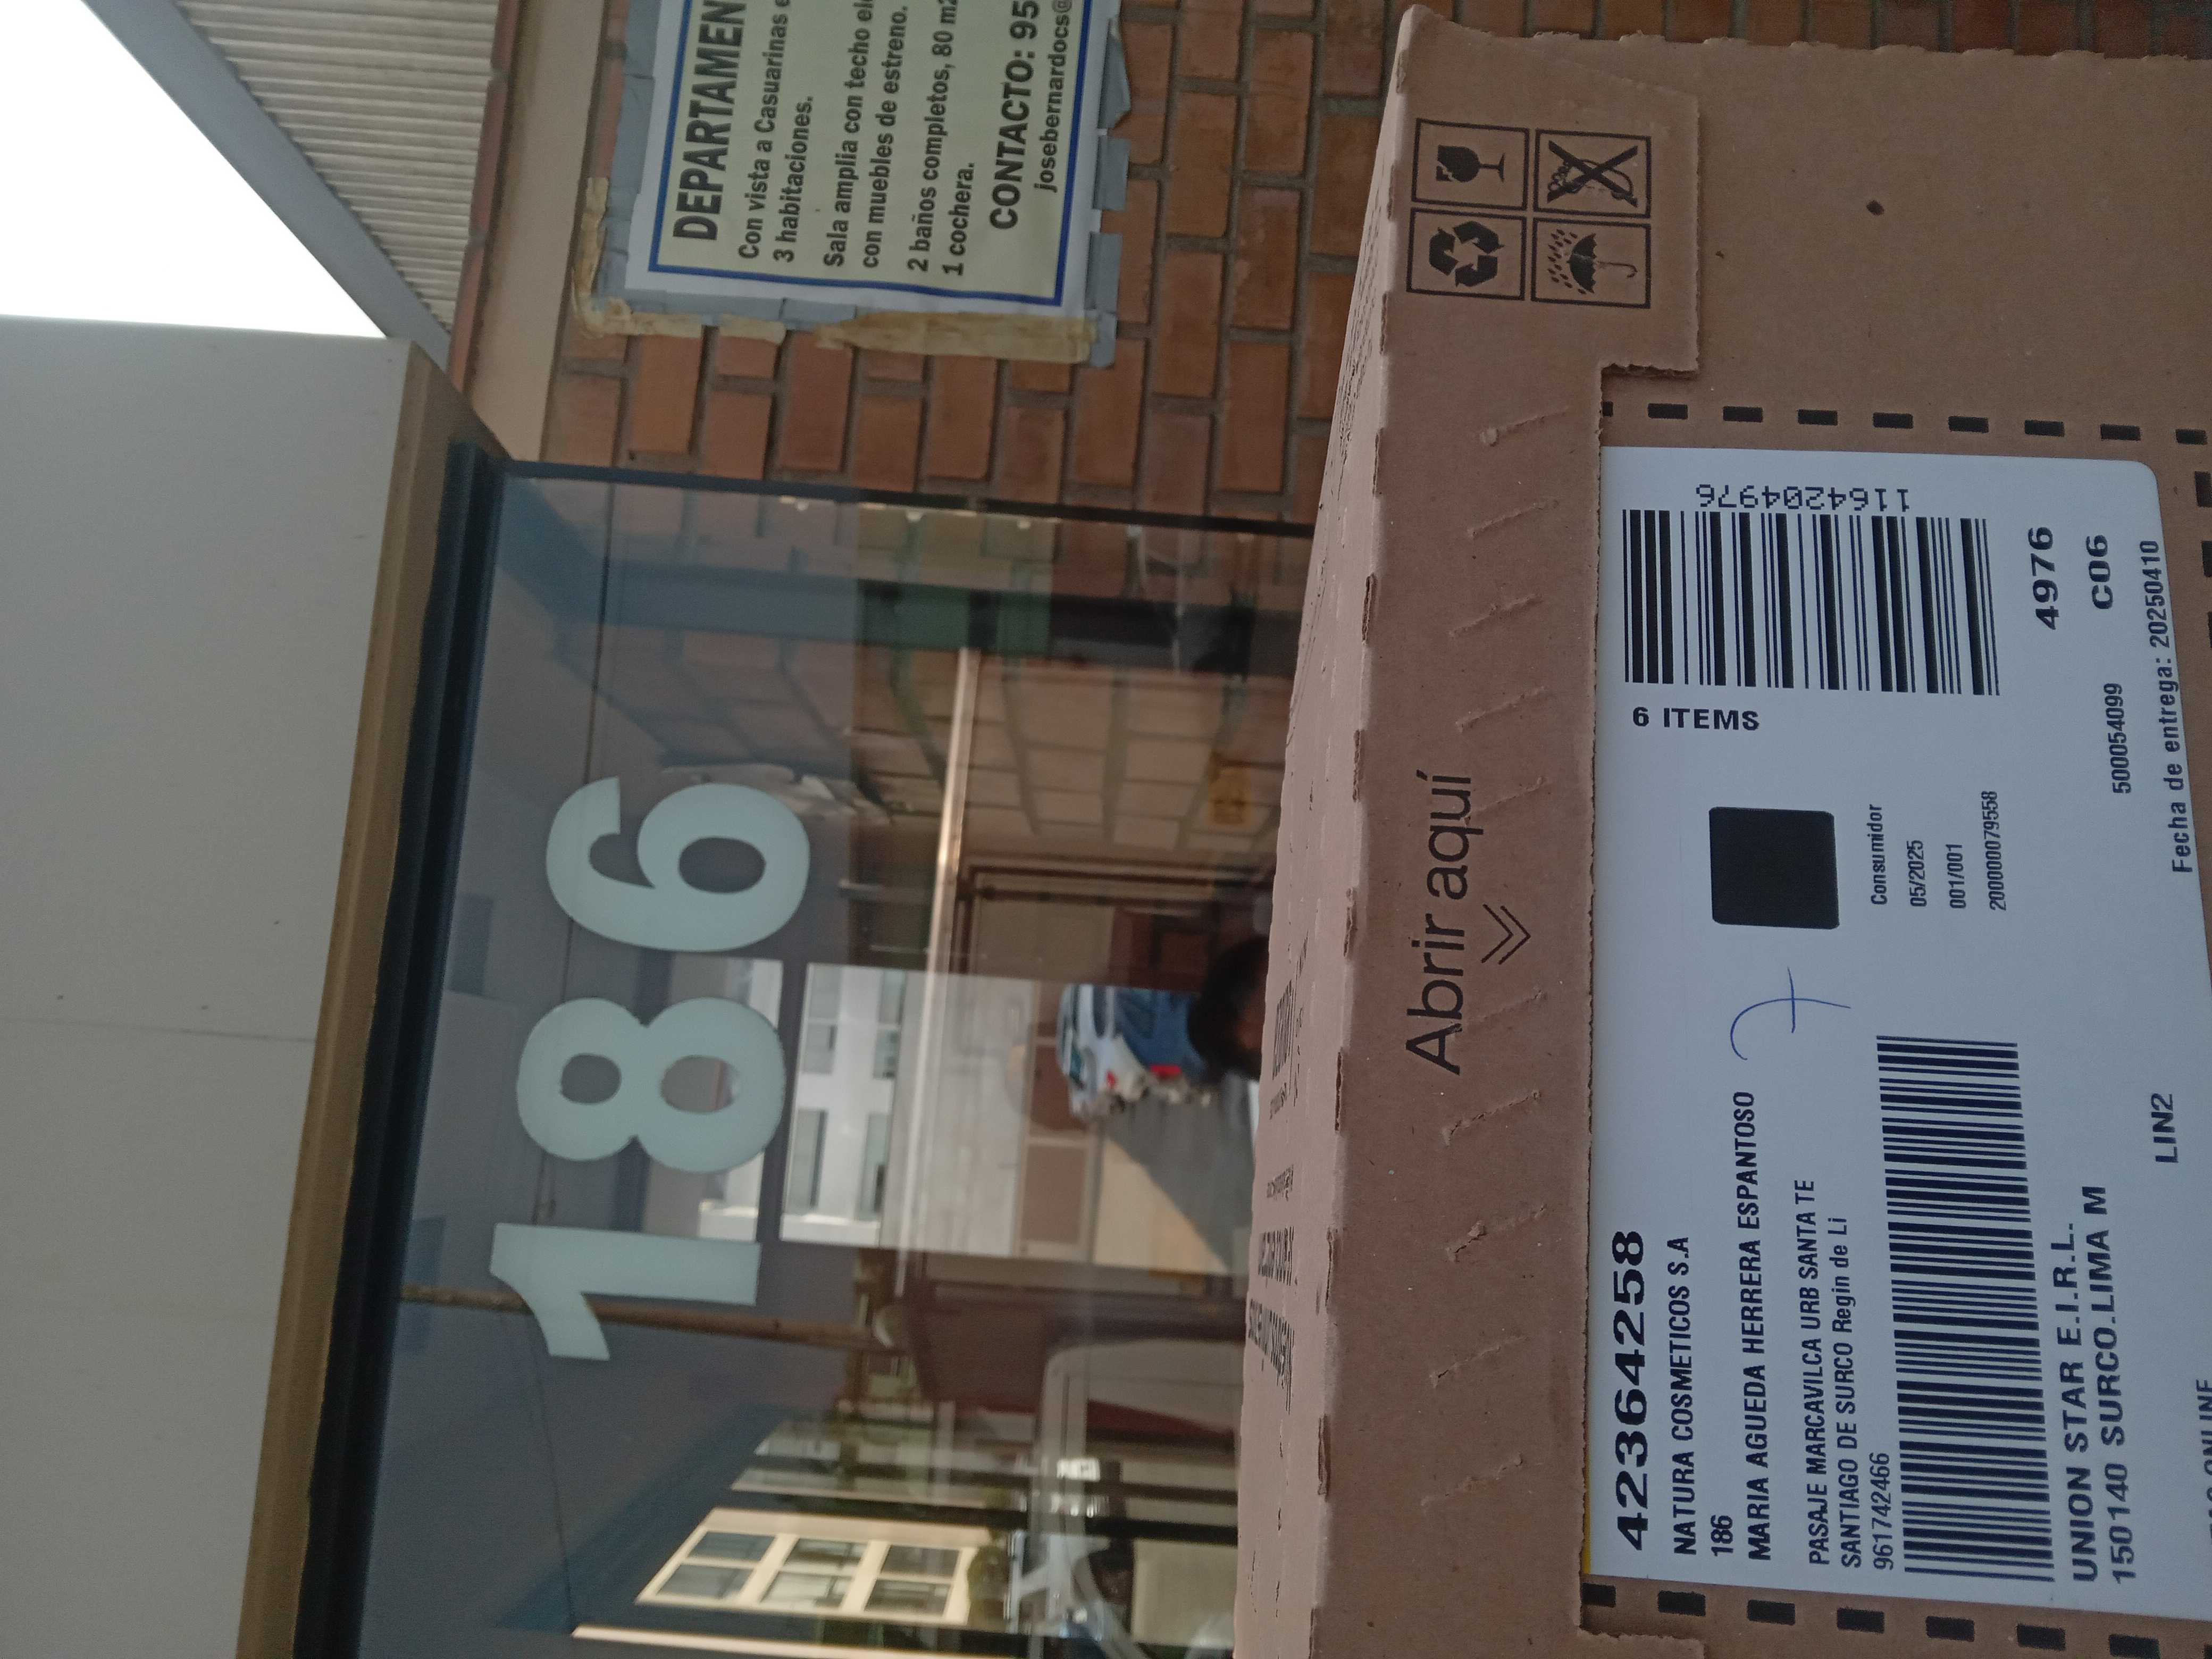 186
DEPARTAMEN
Con vista a Casuarinas
3 habitaciones.
Sala amplia con techo
con muebles de estreno.
2 baños completos, 80
1 cochera.
CONTACTO: 95
josebernardocs@
Abrir aquí
42364258
NATURA COSMETICOS S.A
186
MARIA AGUEDA HERRERA ESPANTOSO
PASAJE MARCAVILCA URB SANTA TE
SANTIAGO DE SURCO Regin de Li
961742466
UNION STAR E.I.R.L.
150140 SURCO.LIMA M
LIN2
6 ITEMS
1164204976
Consumidor
05/2025
001/001
200000079558
4976
500054099 C06
Fecha de entrega: 20250410